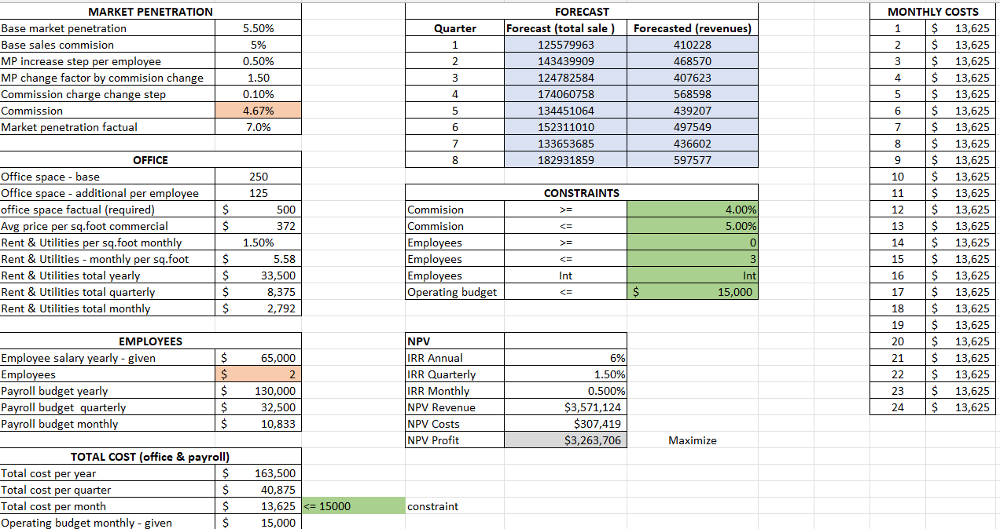 MARKET PENETRATION
Base market penetration 5.50%
Base sales commision 5%
MP increase step per employee 0.50%
MP change factor by commision change 1.50
Commission charge change step 0.10%
Commission 4.67%
Market penetration factual 7.0%
OFFICE
Office space - base 250
Office space - additional per employee 125
office space factual (required) $ 500
Avg price per sq.foot commercial $ 372
Rent & Utilities per sq.foot monthly 1.50%
Rent & Utilities - monthly per sq.foot $ 5.58
Rent & Utilities total yearly $ 33,500
Rent & Utilities total quarterly $ 8,375
Rent & Utilities total monthly $ 2,792
EMPLOYEES
Employee salary yearly - given $ 65,000
Employees $ 2
Payroll budget yearly $ 130,000
Payroll budget quarterly $ 32,500
Payroll budget monthly $ 10,833
TOTAL COST (office & payroll)
Total cost per year $ 163,500
Total cost per quarter $ 40,875
Total cost per month $ 13,625 <= 15000 constraint
Operating budget monthly - given $ 15,000
FORECAST
Quarter Forecast (total sale ) Forecasted (revenues)
1 125579963 410228
2 143439909 468570
3 124782584 407623
4 174060758 568598
5 134451064 439207
6 152311010 497549
7 133653685 436602
8 182931859 597577
CONSTRAINTS
Commision >= 4.00%
Commision <= 5.00%
Employees >= 0
Employees <= 3
Employees Int Int
Operating budget <= $ 15,000
NPV
IRR Annual 6%
IRR Quarterly 1.50%
IRR Monthly 0.500%
NPV Revenue $3,571,124
NPV Costs $307,419
NPV Profit $3,263,706 Maximize
MONTHLY COSTS
1 $ 13,625
2 $ 13,625
3 $ 13,625
4 $ 13,625
5 $ 13,625
6 $ 13,625
7 $ 13,625
8 $ 13,625
9 $ 13,625
10 $ 13,625
11 $ 13,625
12 $ 13,625
13 $ 13,625
14 $ 13,625
15 $ 13,625
16 $ 13,625
17 $ 13,625
18 $ 13,625
19 $ 13,625
20 $ 13,625
21 $ 13,625
22 $ 13,625
23 $ 13,625
24 $ 13,625